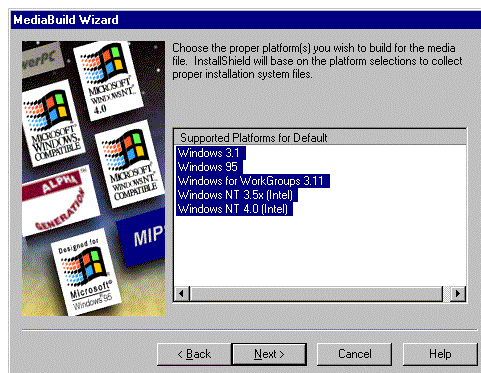 MediaBuild Wizard
Choose the proper platform(s) you wish to build for the media
file. InstallShield will base on the platform selections to collect
proper installation system files.
werPC
MICROSOFT
WINDOWS NT
4.0
MICROSOFT
WINDOWS
COMPATIBLE
MICROSOFT
WINDOWS NT
COMPATIBLE
ALPHA
GENERATION
MIPS
Designed for
Microsoft
Windows 95
Supported Platforms for Default
Windows 3.1
Windows 95
Windows for WorkGroups 3.11
Windows NT 3.5x (Intel)
Windows NT 4.0 (Intel)
< Back
Next >
Cancel
Help